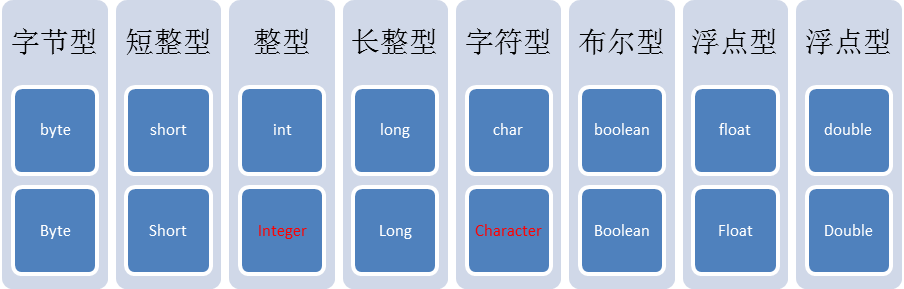 字节型 短整型 整型 长整型 字符型 布尔型 浮点型 浮点型
byte short int long char boolean float double
Byte Short Integer Long Character Boolean Float Double